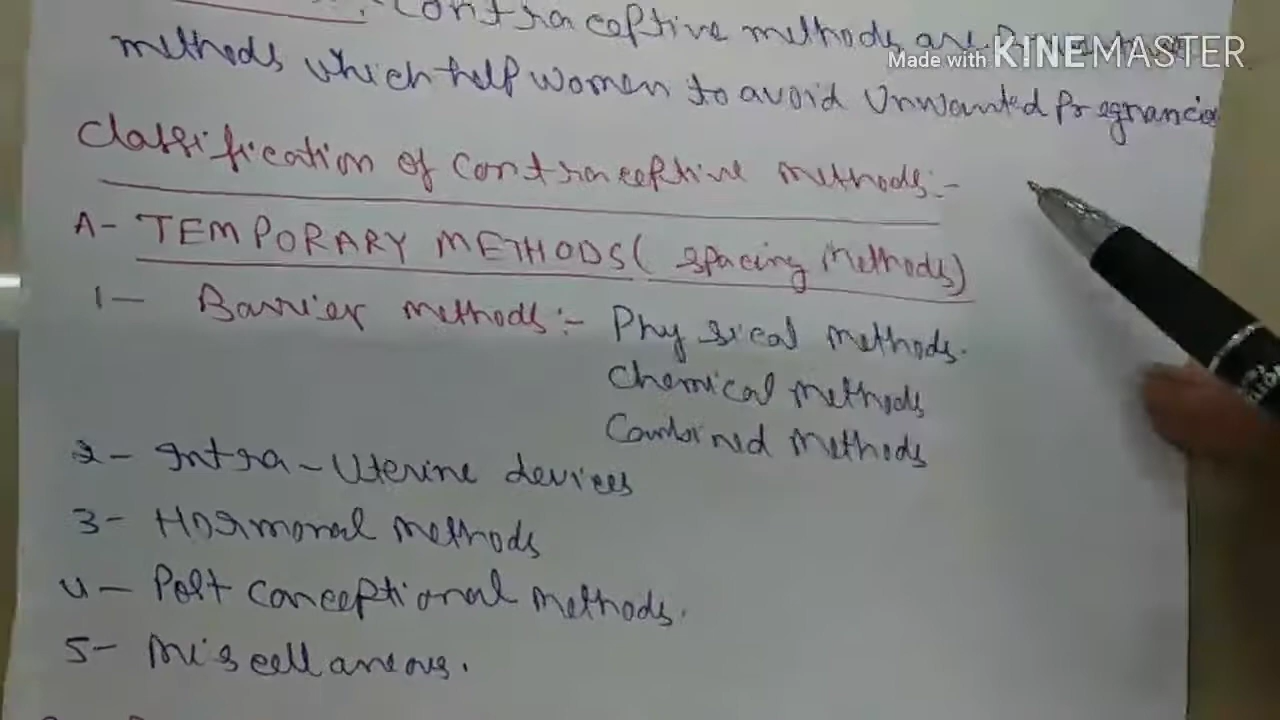 Contraceptive methods are
Made with KINEMASTER
methods which help women to avoid unwanted Pregnancie
Classification of contraceptive methods:-
A- TEMPORARY METHODS( spacing methods)
1- Barrier methods:- Physical methods.
Chemical methods
Combined methods
2- Intra-Uterine devices
3- Hormonal methods
4- Post conceptional methods.
5- Miscellaneous.